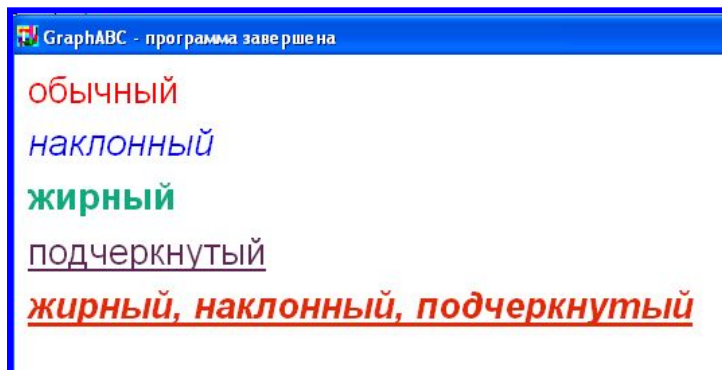 GraphABC - программа завершена
обычный
наклонный
жирный
подчеркнутый
жирный, наклонный, подчеркнутый